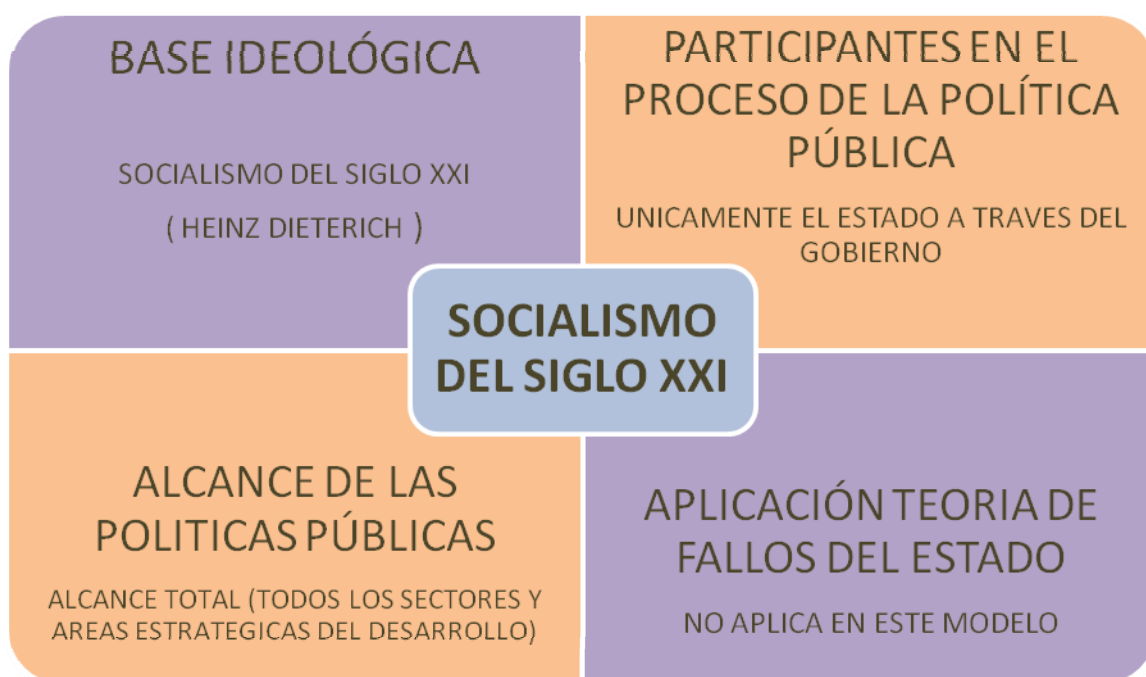 BASE IDEOLÓGICA
SOCIALISMO DEL SIGLO XXI
( HEINZ DIETERICH )
PARTICIPANTES EN EL
PROCESO DE LA POLÍTICA
PÚBLICA
UNICAMENTE EL ESTADO A TRAVES DEL
GOBIERNO
SOCIALISMO
DEL SIGLO XXI
ALCANCE DE LAS
POLITICAS PÚBLICAS
ALCANCE TOTAL (TODOS LOS SECTORES Y
AREAS ESTRATEGICAS DEL DESARROLLO)
APLICACIÓN TEORIA DE
FALLOS DEL ESTADO
NO APLICA EN ESTE MODELO